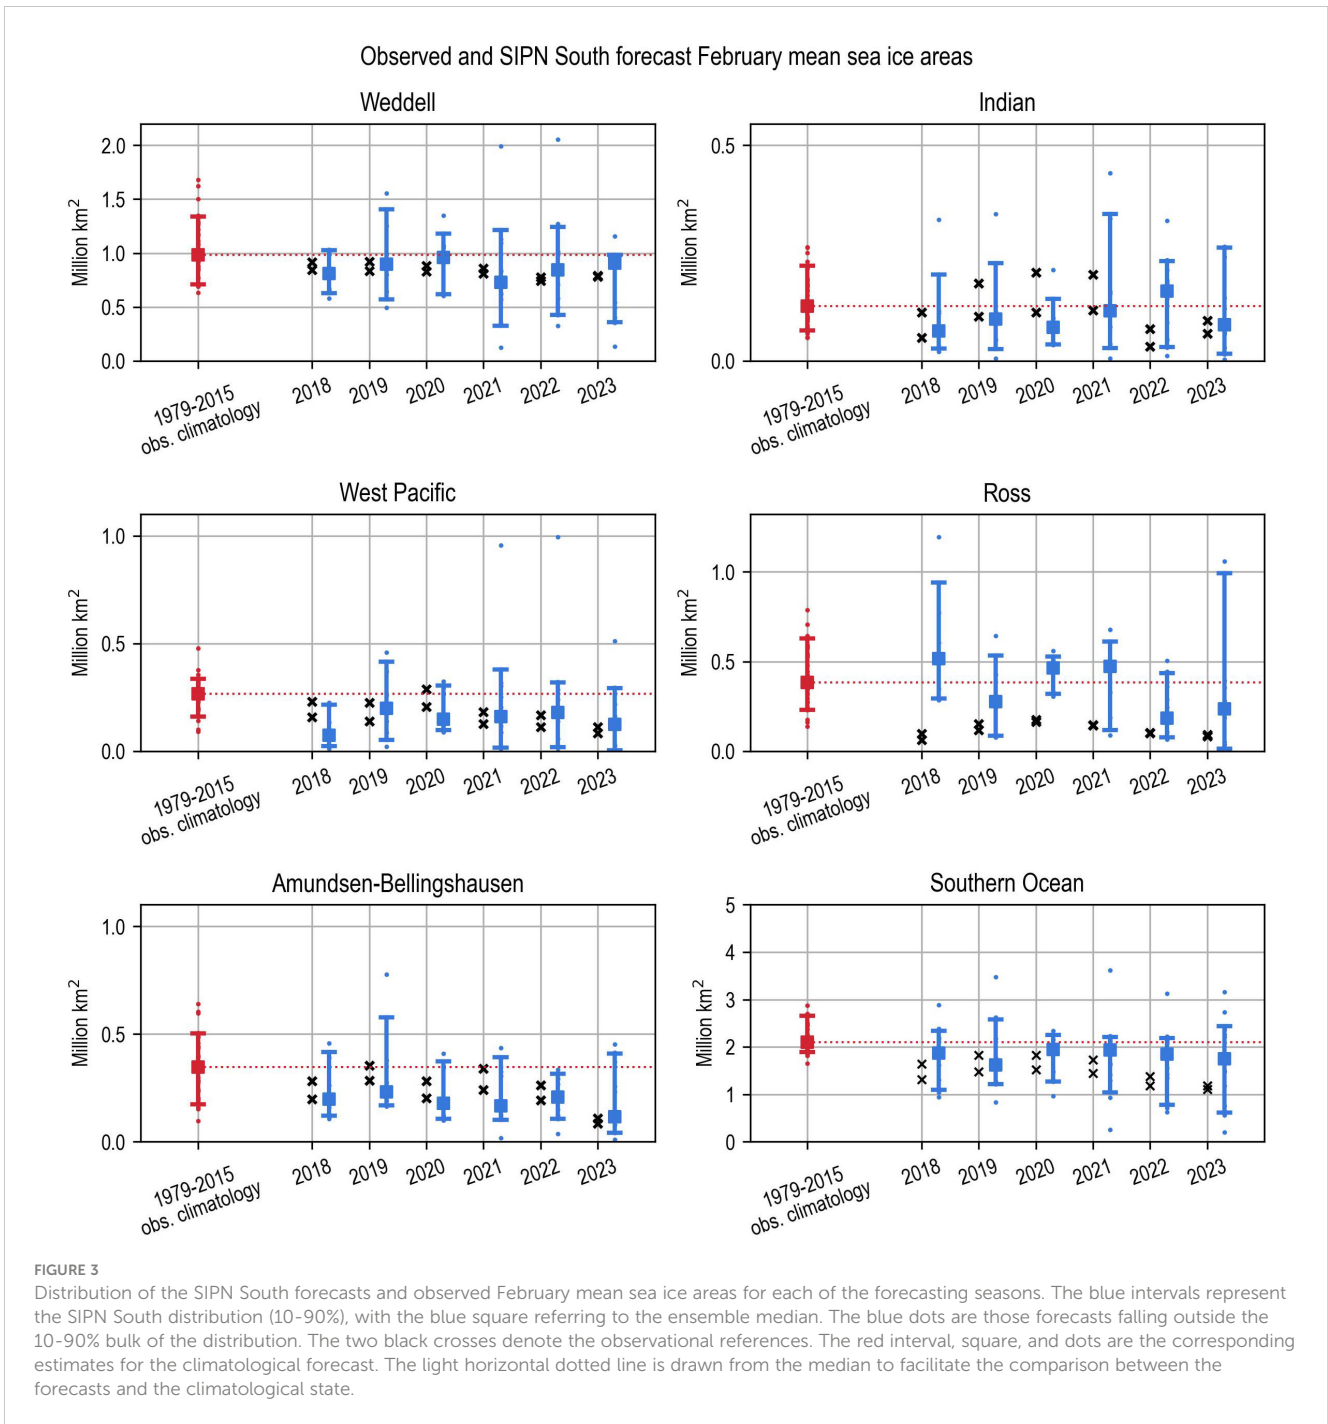 Observed and SIPN South forecast February mean sea ice areas
Weddell
Million km²
2.0
1.5
1.0
0.5
0.0
1979-2015
obs. climatology
2018
2019
2020
2021
2022
2023
Indian
Million km²
0.5
0.0
1979-2015
obs. climatology
2018
2019
2020
2021
2022
2023
West Pacific
Million km²
1.0
0.5
0.0
1979-2015
obs. climatology
2018
2019
2020
2021
2022
2023
Ross
Million km²
1.0
0.5
0.0
1979-2015
obs. climatology
2018
2019
2020
2021
2022
2023
Amundsen-Bellingshausen
Million km²
1.0
0.5
0.0
1979-2015
obs. climatology
2018
2019
2020
2021
2022
2023
Southern Ocean
Million km²
5
4
3
2
1
0
1979-2015
obs. climatology
2018
2019
2020
2021
2022
2023
FIGURE 3
Distribution of the SIPN South forecasts and observed February mean sea ice areas for each of the forecasting seasons. The blue intervals represent
the SIPN South distribution (10-90%), with the blue square referring to the ensemble median. The blue dots are those forecasts falling outside the
10-90% bulk of the distribution. The two black crosses denote the observational references. The red interval, square, and dots are the corresponding
estimates for the climatological forecast. The light horizontal dotted line is drawn from the median to facilitate the comparison between the
forecasts and the climatological state.